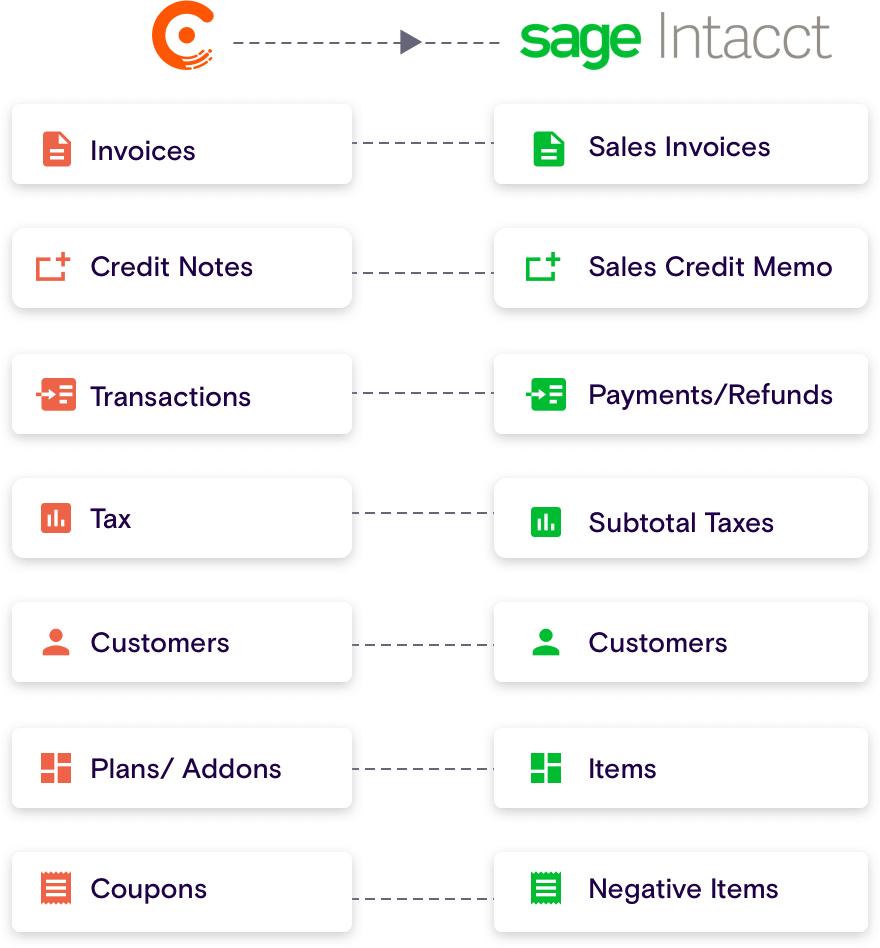 sage Intacct
Invoices
Sales Invoices
Credit Notes
Sales Credit Memo
Transactions
Payments/Refunds
Tax
Subtotal Taxes
Customers
Customers
Plans/ Addons
Items
Coupons
Negative Items